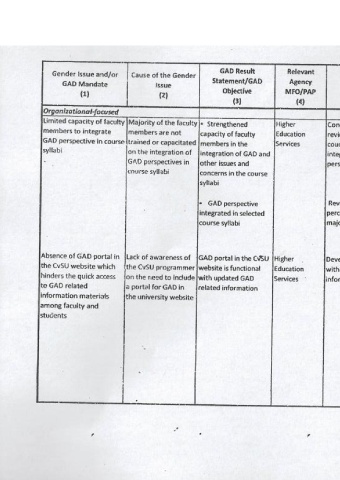 Gender Issue and/or
GAD Mandate
(1)
Cause of the Gender
Issue
(2)
GAD Result
Statement/GAD
Objective
(3)
Relevant
Agency
MFO/PAP
(4)
Organizational-focused
Limited capacity of faculty
members to integrate
GAD perspective in course
syllabi
Majority of the faculty
members are not
trained or capacitated
on the integration of
GAD perspectives in
course syllabi
• Strengthened
capacity of faculty
members in the
integration of GAD and
other issues and
concerns in the course
syllabi
• GAD perspective
integrated in selected
course syllabi
Higher
Education
Services
Con
revi
cou
inte
pers
Rev
perc
majo
Absence of GAD portal in
the CvSU website which
hinders the quick access
to GAD related
information materials
among faculty and
students
Lack of awareness of
the CvSU programmer
on the need to include
a portal for GAD in
the university website
GAD portal in the CvSU
website is functional
with updated GAD
related information
Higher
Education
Services
Deve
with
infor